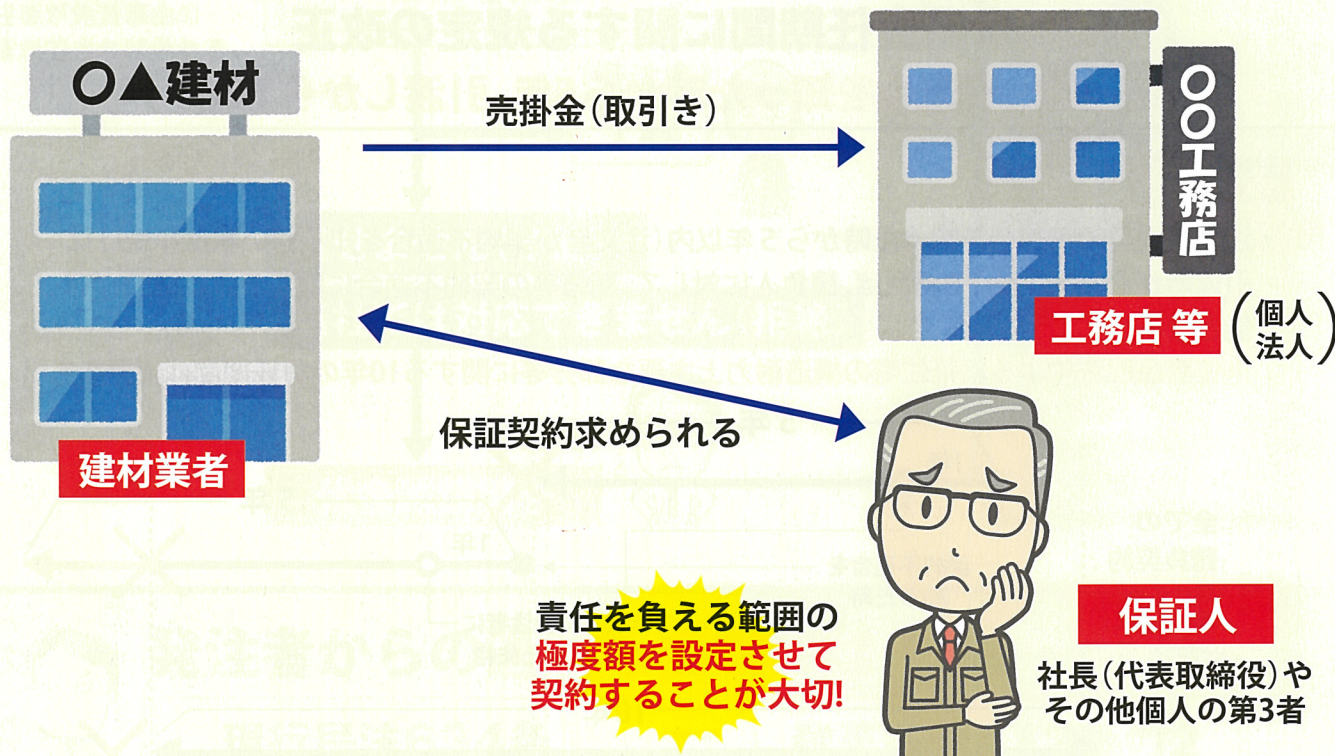 〇▲建材
売掛金(取引き)
〇〇工務店
工務店 等
(個人
法人)
保証契約求められる
建材業者
責任を負える範囲の
極度額を設定させて
契約することが大切!
保証人
社長(代表取締役)や
その他個人の第3者